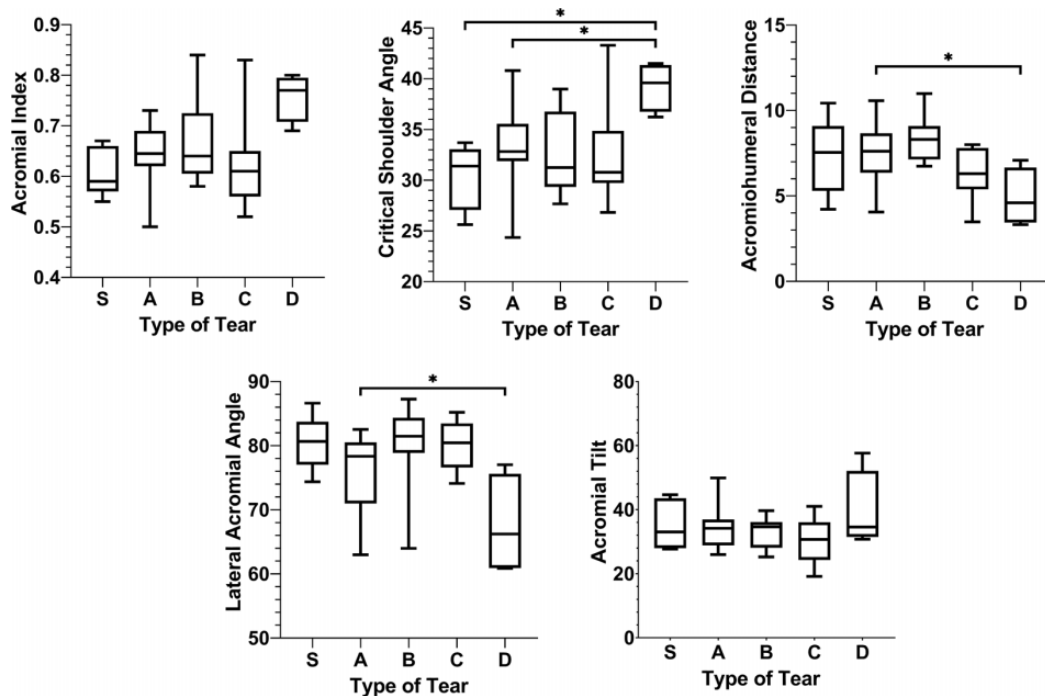 Acromial Index
0.9
0.8
0.7
0.6
0.5
0.4
S A B C D
Type of Tear
Critical Shoulder Angle
45
40
35
30
25
20
*
*
S A B C D
Type of Tear
Acromiohumeral Distance
15
10
5
0
*
S A B C D
Type of Tear
Lateral Acromial Angle
90
80
70
60
50
*
S A B C D
Type of Tear
Acromial Tilt
80
60
40
20
0
S A B C D
Type of Tear